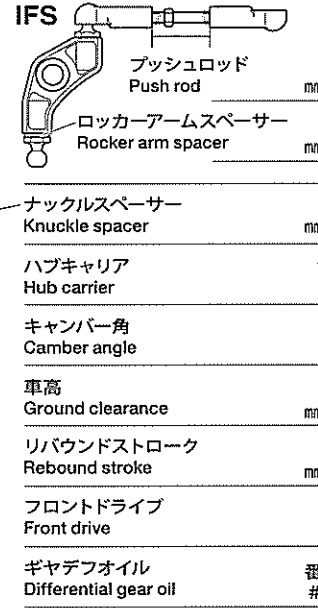 IFS
プッシュロッド
Push rod mm
ロッカーアームスペーサー
Rocker arm spacer mm
ナックルスペーサー
Knuckle spacer mm
ハブキャリア
Hub carrier
キャンバー角
Camber angle
車高
Ground clearance mm
リバウンドストローク
Rebound stroke mm
フロントドライブ
Front drive
ギヤデフオイル 番
Differential gear oil #